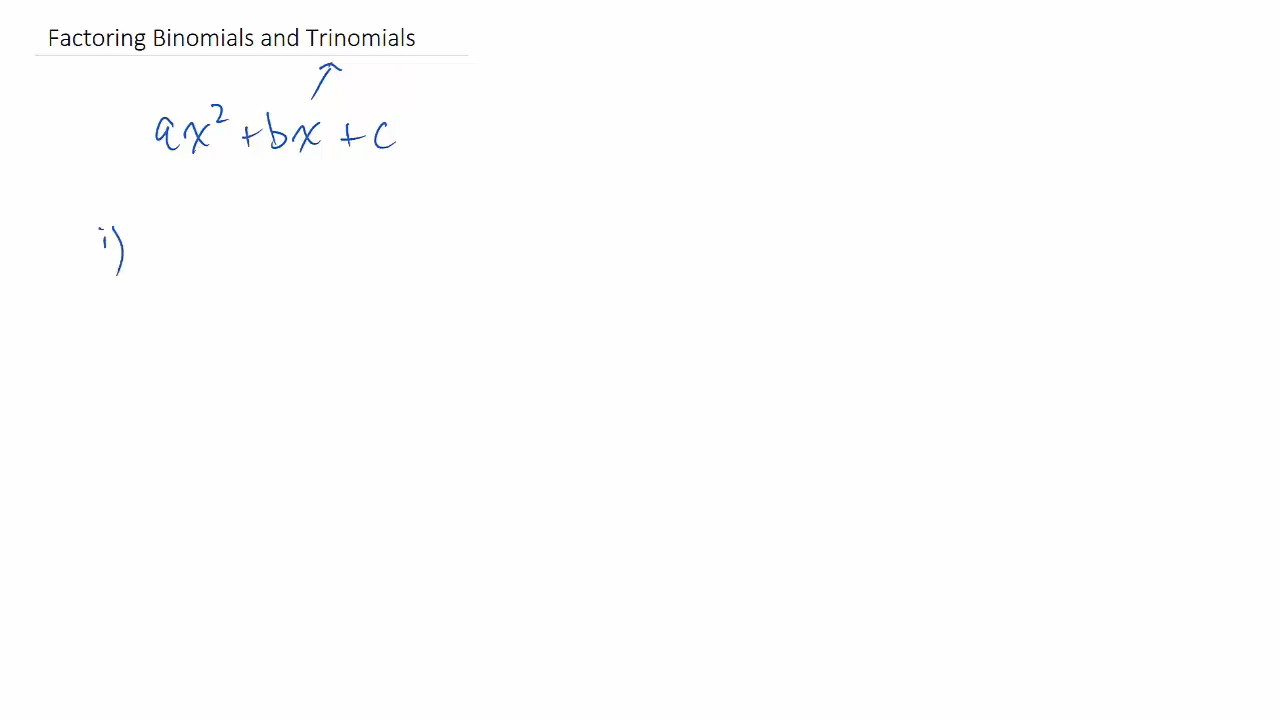 Factoring Binomials and Trinomials
ax² + bx + c
i)